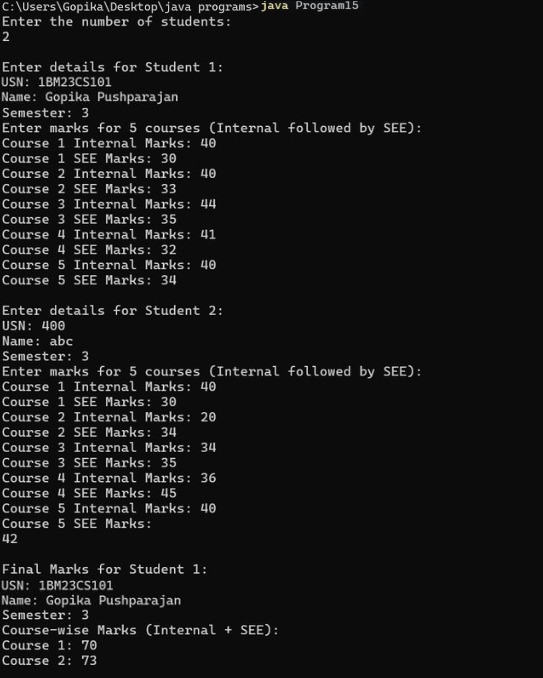 C:\Users\Gopika\Desktop\java programs>java Program15
Enter the number of students:
2
Enter details for Student 1:
USN: 1BM23CS101
Name: Gopika Pushparajan
Semester: 3
Enter marks for 5 courses (Internal followed by SEE):
Course 1 Internal Marks: 40
Course 1 SEE Marks: 30
Course 2 Internal Marks: 40
Course 2 SEE Marks: 33
Course 3 Internal Marks: 44
Course 3 SEE Marks: 35
Course 4 Internal Marks: 41
Course 4 SEE Marks: 32
Course 5 Internal Marks: 40
Course 5 SEE Marks: 34
Enter details for Student 2:
USN: 400
Name: abc
Semester: 3
Enter marks for 5 courses (Internal followed by SEE):
Course 1 Internal Marks: 40
Course 1 SEE Marks: 30
Course 2 Internal Marks: 20
Course 2 SEE Marks: 34
Course 3 Internal Marks: 34
Course 3 SEE Marks: 35
Course 4 Internal Marks: 36
Course 4 SEE Marks: 45
Course 5 Internal Marks: 40
Course 5 SEE Marks:
42
Final Marks for Student 1:
USN: 1BM23CS101
Name: Gopika Pushparajan
Semester: 3
Course-wise Marks (Internal + SEE):
Course 1: 70
Course 2: 73